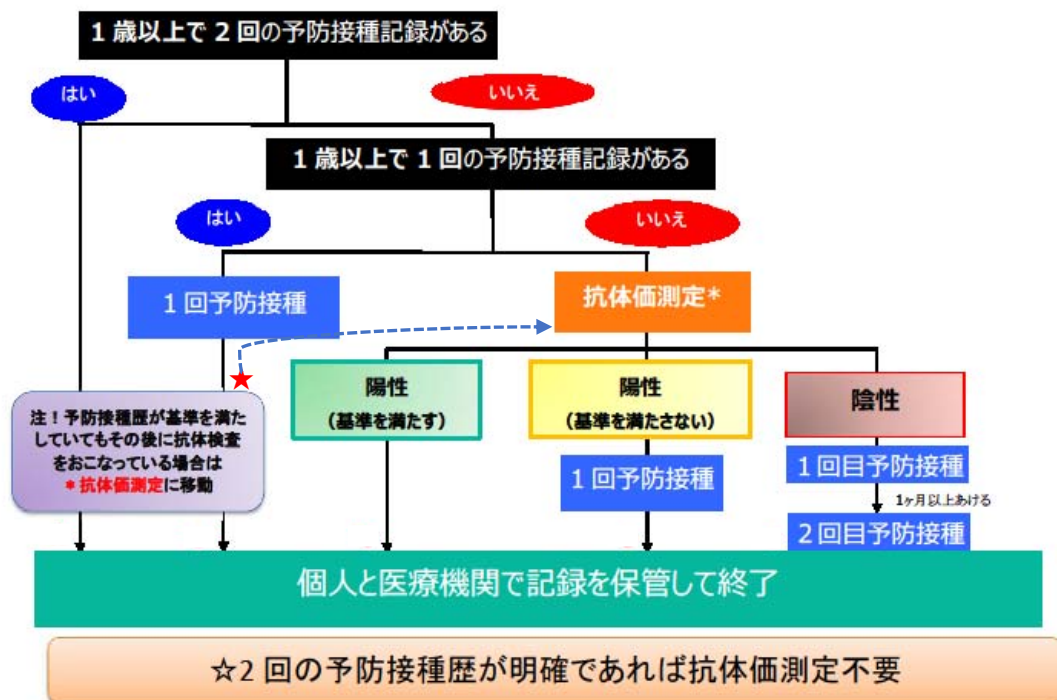 1 歳以上で 2 回の予防接種記録がある
はい
いいえ
1 歳以上で 1 回の予防接種記録がある
はい
いいえ
1 回予防接種
抗体価測定*
陽性
(基準を満たす)
陽性
(基準を満たさない)
陰性
注！予防接種歴が基準を満た
していてもその後に抗体検査
をおこなっている場合は
*抗体価測定に移動
1 回予防接種
1 回目予防接種
1ヶ月以上あける
2 回目予防接種
個人と医療機関で記録を保管して終了
☆2 回の予防接種歴が明確であれば抗体価測定不要